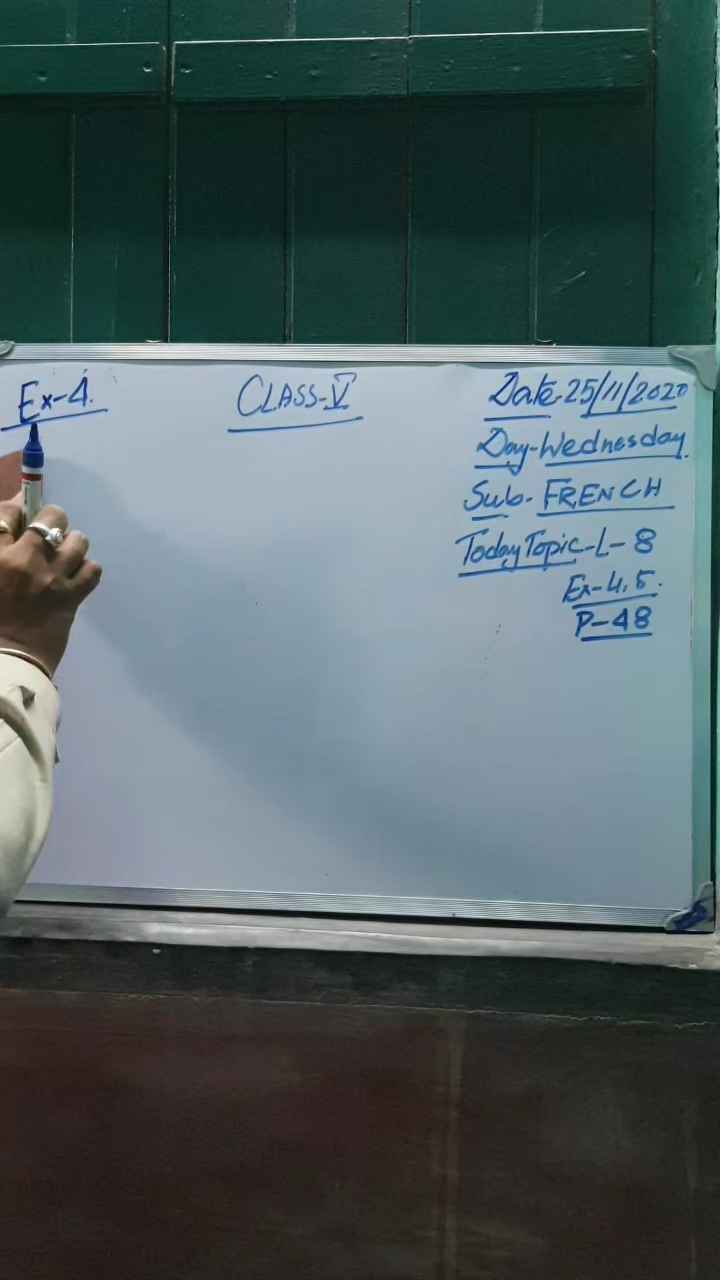 Ex-4.
CLASS-V
Date-25/11/2020
Day-Wednesday.
Sub-FRENCH
Today Topic-L-8
Ex-4,5.
P-48